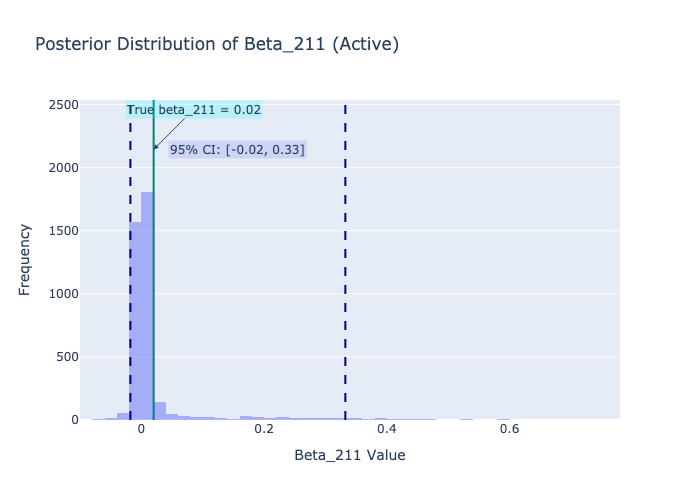 Posterior Distribution of Beta_211 (Active)
True beta_211 = 0.02
95% CI: [-0.02, 0.33]
Frequency
2500
2000
1500
1000
500
0
0 0.2 0.4 0.6
Beta_211 Value